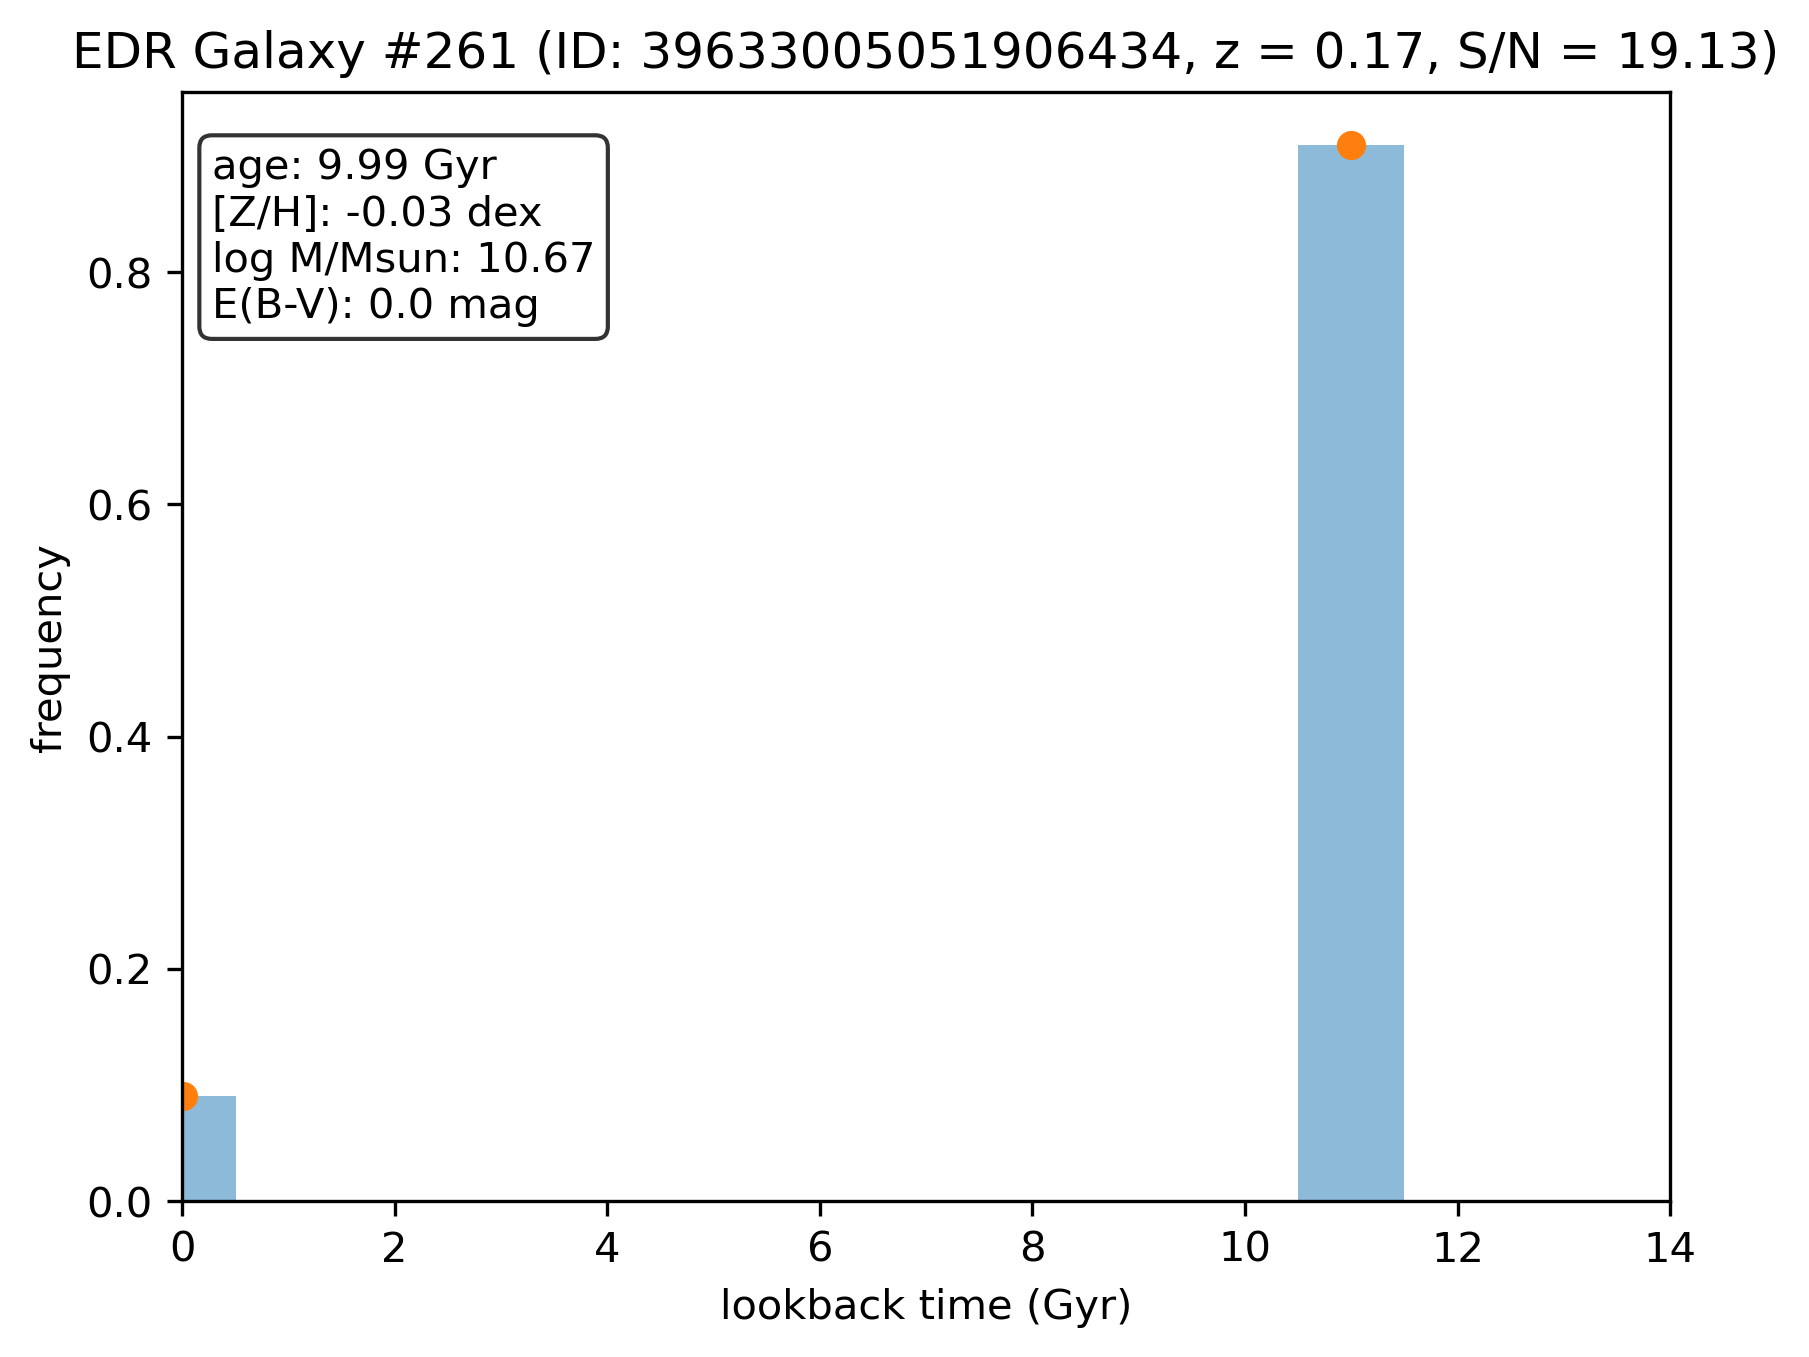 EDR Galaxy #261 (ID: 39633005051906434, z = 0.17, S/N = 19.13)
age: 9.99 Gyr
[Z/H]: -0.03 dex
log M/Msun: 10.67
E(B-V): 0.0 mag
frequency
0.8
0.6
0.4
0.2
0.0
0 2 4 6 8 10 12 14
lookback time (Gyr)